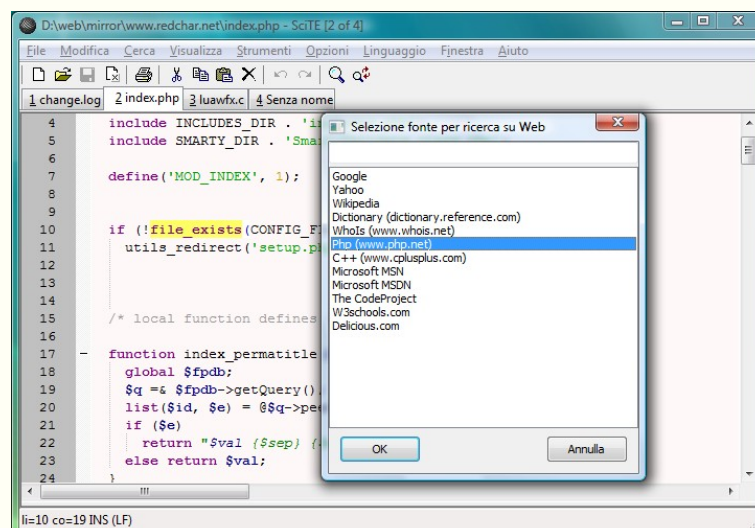 D:\web\mirror\www.redchar.net\index.php - SciTE [2 of 4]
File Modifica Cerca Visualizza Strumenti Opzioni Linguaggio Finestra Aiuto
1 change.log 2 index.php 3 luawfx.c 4 Senza nome
4 include INCLUDES_DIR . 'i
5 include SMARTY_DIR . 'Sma
6
7 define('MOD_INDEX', 1);
8
9
10 if (!file_exists(CONFIG_F
11 utils_redirect('setup.p
12
13
14
15 /* local function defines
16
17 function index_permatitle
18 global $fpdb;
19 $q =& $fpdb->getQuery()
20 list($id, $e) = @$q->pee
21 if ($e)
22 return "$val {$sep} {
23 else return $val;
24 }
li=10 co=19 INS (LF)
Selezione fonte per ricerca su Web
Google
Yahoo
Wikipedia
Dictionary (dictionary.reference.com)
WhoIs (www.whois.net)
Php (www.php.net)
C++ (www.cplusplus.com)
Microsoft MSN
Microsoft MSDN
The CodeProject
W3schools.com
Delicious.com
OK Annulla